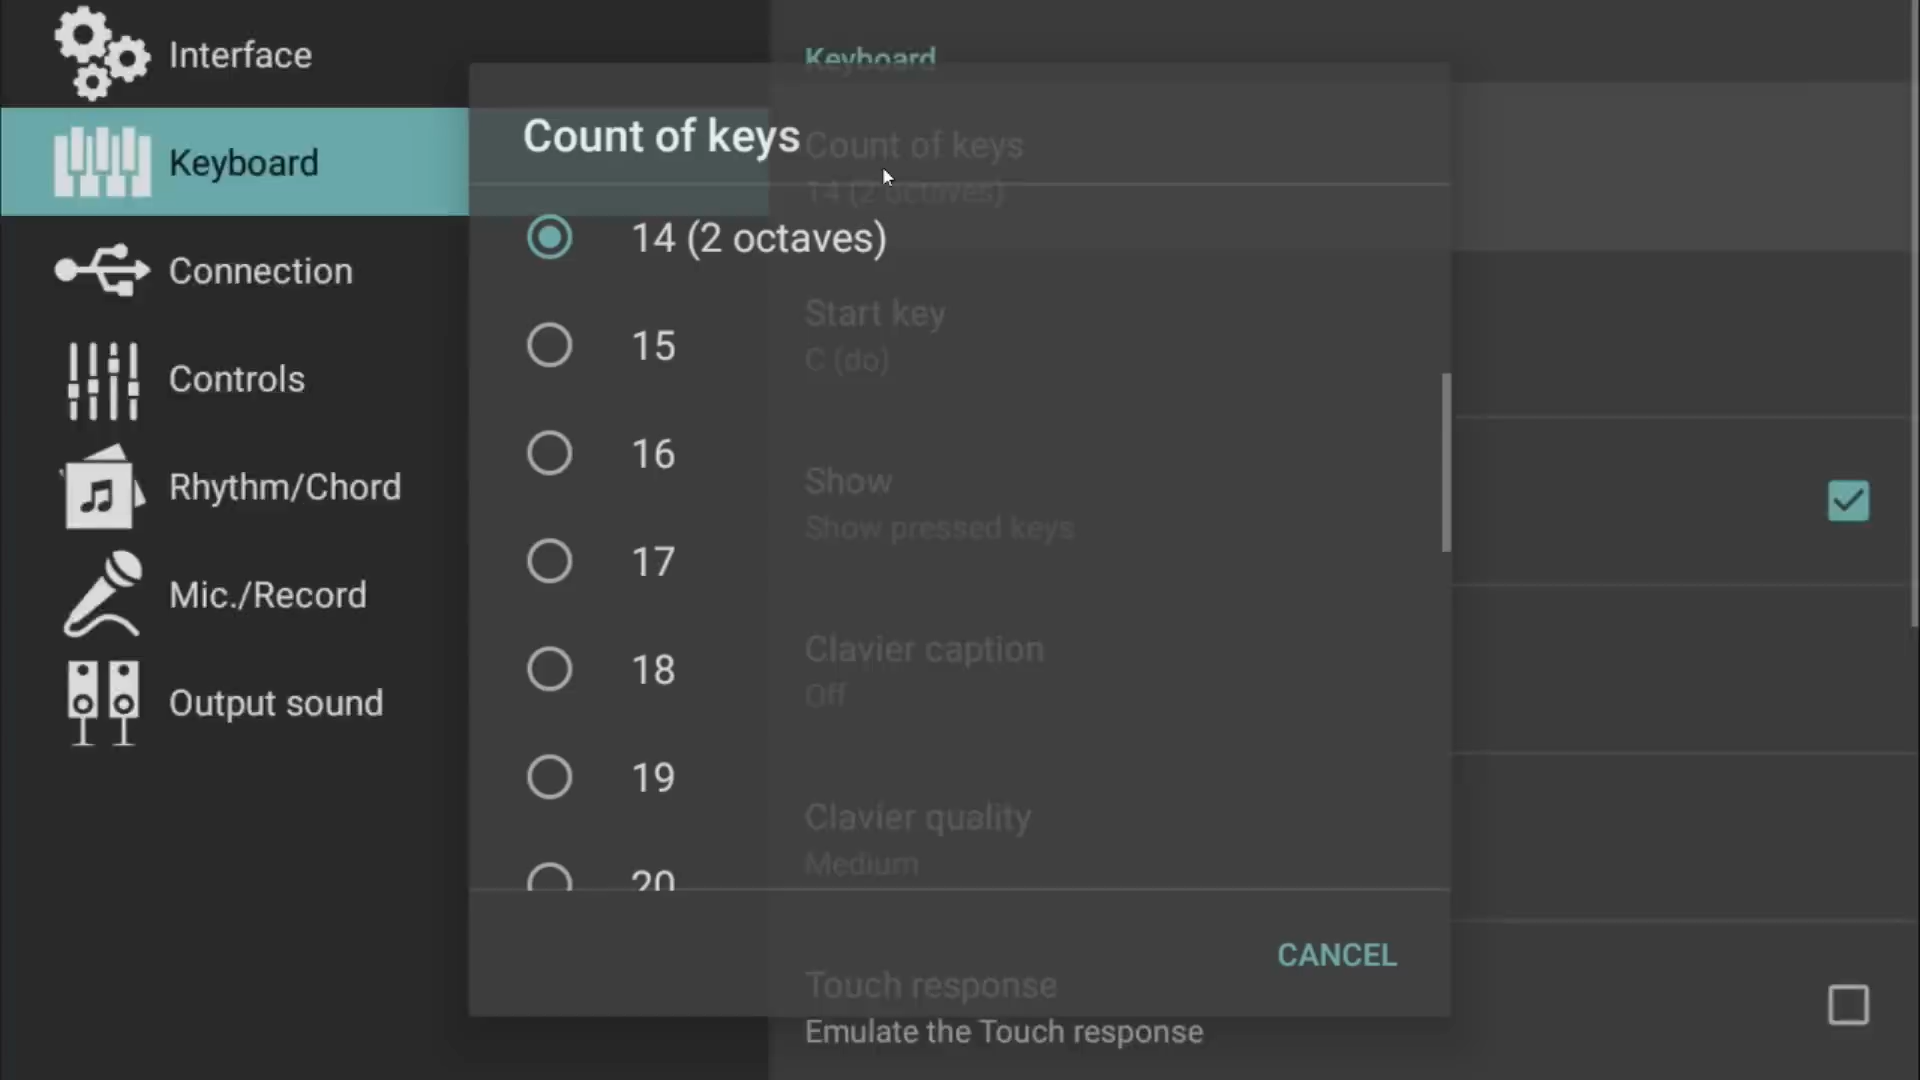 Interface
Keyboard
Connection
Controls
Rhythm/Chord
Mic./Record
Output sound
Keyboard
Count of keys
14 (2 octaves)
15
16
17
18
19
20
CANCEL
Count of keys
14 (2 octaves)
Start key
C (do)
Show
Show pressed keys
Clavier caption
Off
Clavier quality
Medium
Touch response
Emulate the Touch response